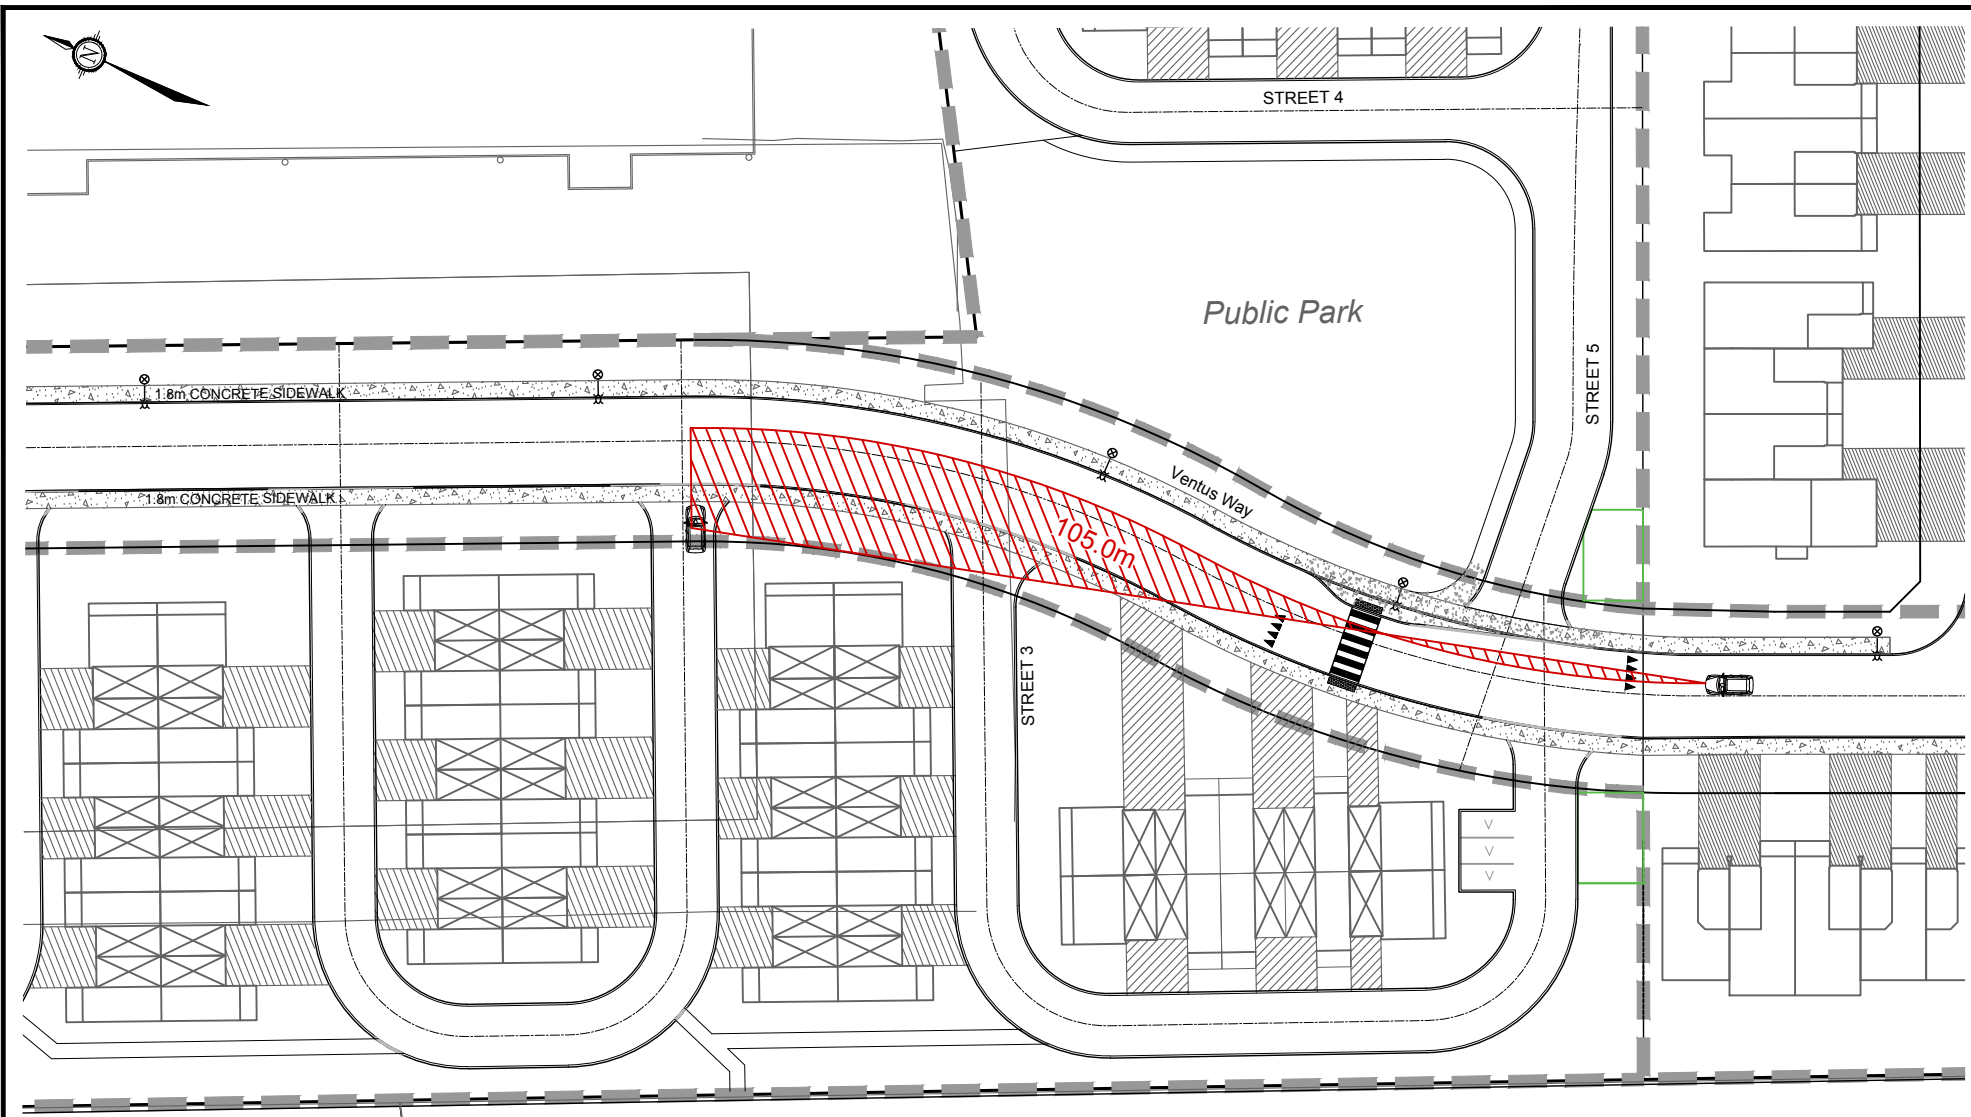 N
STREET 4
Public Park
STREET 5
1.8m CONCRETE SIDEWALK
Ventus Way
1.8m CONCRETE SIDEWALK
105.0m
STREET 3